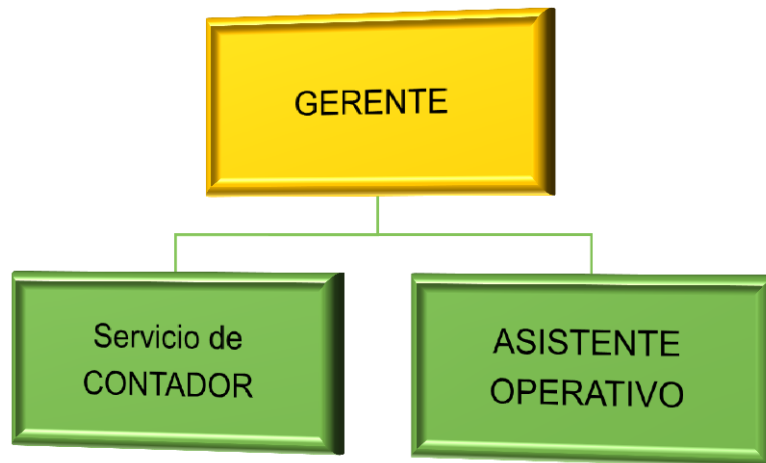 GERENTE
Servicio de
CONTADOR
ASISTENTE
OPERATIVO